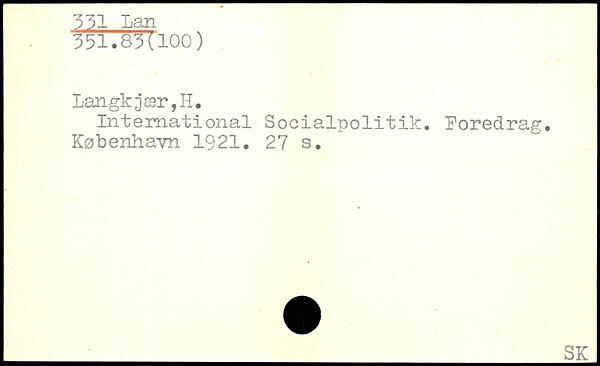 331 Lan
351.83(100)
Langkjær,H.
International Socialpolitik. Foredrag.
København 1921. 27 s.
SK